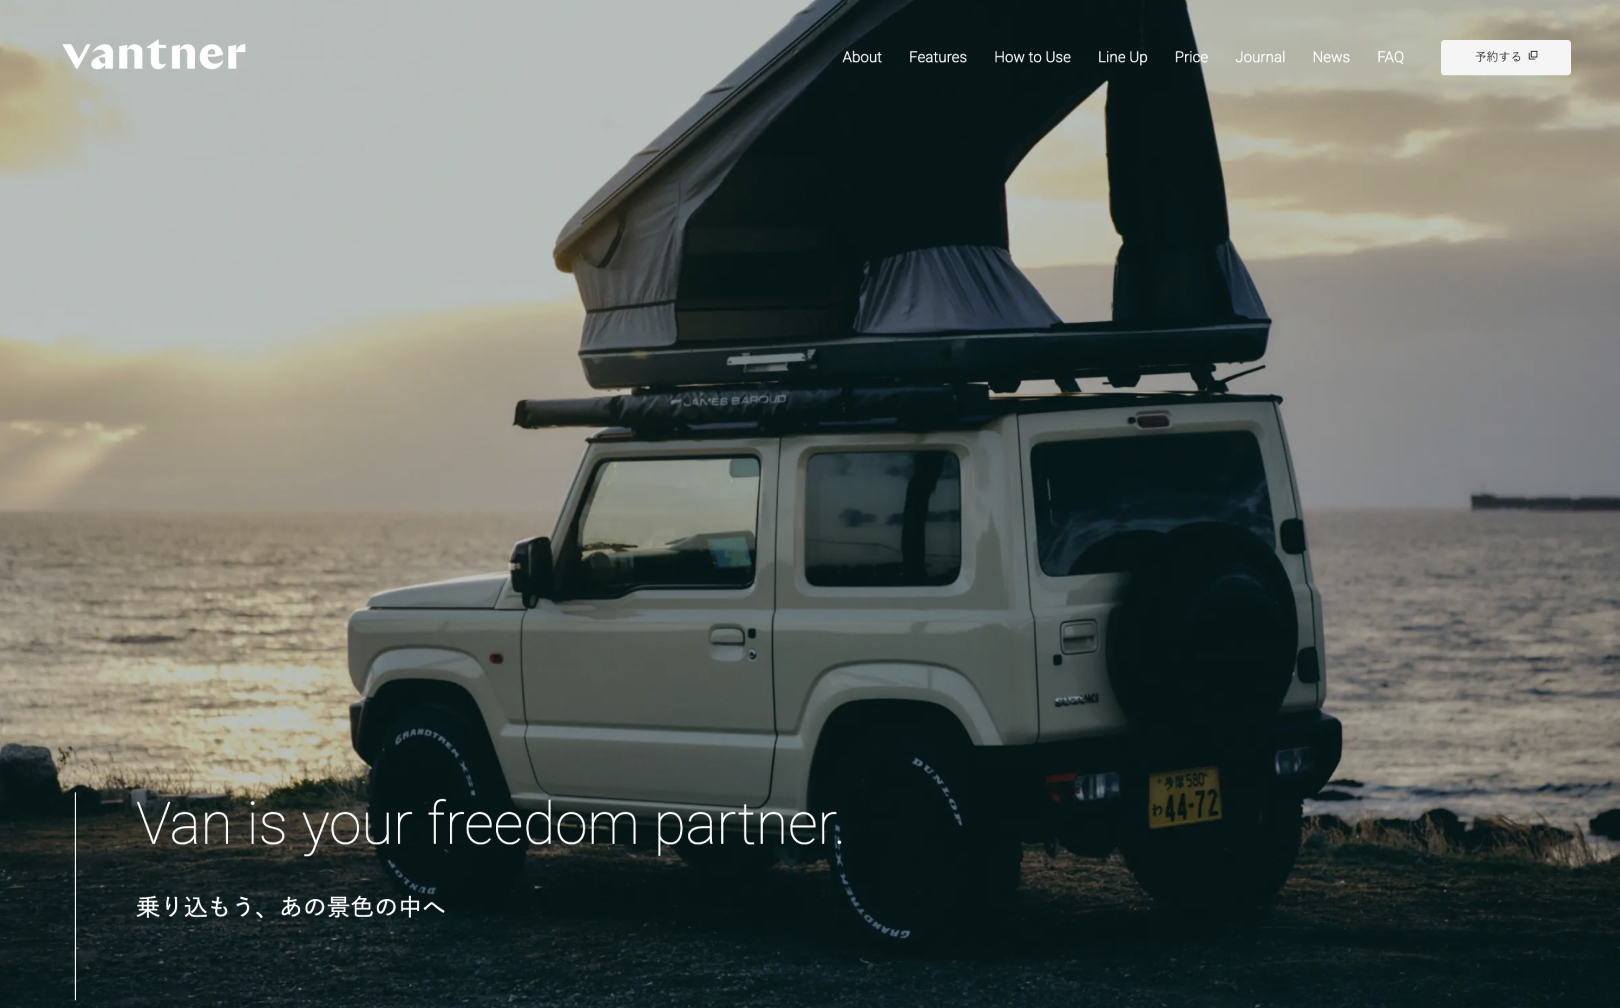 vantner
About
Features
How to Use
Line Up
Price
Journal
News
FAQ
予約する
JAMES BAROUD
SUZUKI
GRANDTREK
DUNLOP
多摩 580
わ 44-72
Van is your freedom partner.
DUNLOP
GRANDTREK
乗り込もう、あの景色の中へ